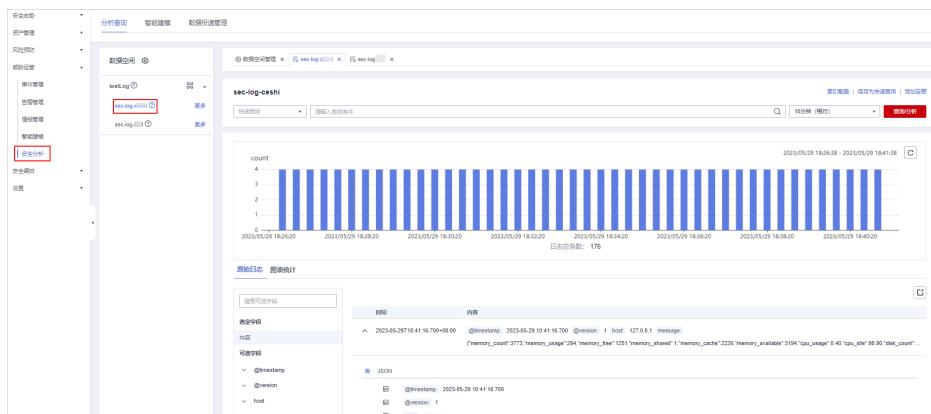 安全态势
资产管理
风险预防
威胁运营
事件管理
告警管理
情报管理
智能建模
安全分析
安全编排
设置
分析查询 智能建模 数据投递管理
数据空间
testLog
sec-log- 更多
sec-log- 更多
数据空间管理 × sec-log- × sec-log- ×
sec-log-ceshi
索引配置 | 保存为快速查询 | 添加告警
快速查询 请输入查询条件 15分钟 (相对) 查询/分析
2023/05/29 18:26:38 - 2023/05/29 18:41:38
count
4
3
2
1
0
2023/05/29 18:26:20 2023/05/29 18:28:20 2023/05/29 18:30:20 2023/05/29 18:32:20 2023/05/29 18:34:20 2023/05/29 18:36:20 2023/05/29 18:38:20 2023/05/29 18:40:20
日志总条数: 176
原始日志 图表统计
搜索可选字段
选定字段
内容
可选字段
@timestamp
@version
host
时间 内容
2023-05-29T18:41:16.700+08:00 @timestamp: 2023-05-29 10:41:16.700 @version: 1 host: 127.0.0.1 message:
{"memory_count":3773,"memory_usage":294,"memory_free":1251,"memory_shared":1,"memory_cache":2226,"memory_available":3194,"cpu_usage":0.40,"cpu_idle":98.90,"disk_count":...
JSON
@timestamp: 2023-05-29 10:41:16.700
@version: 1